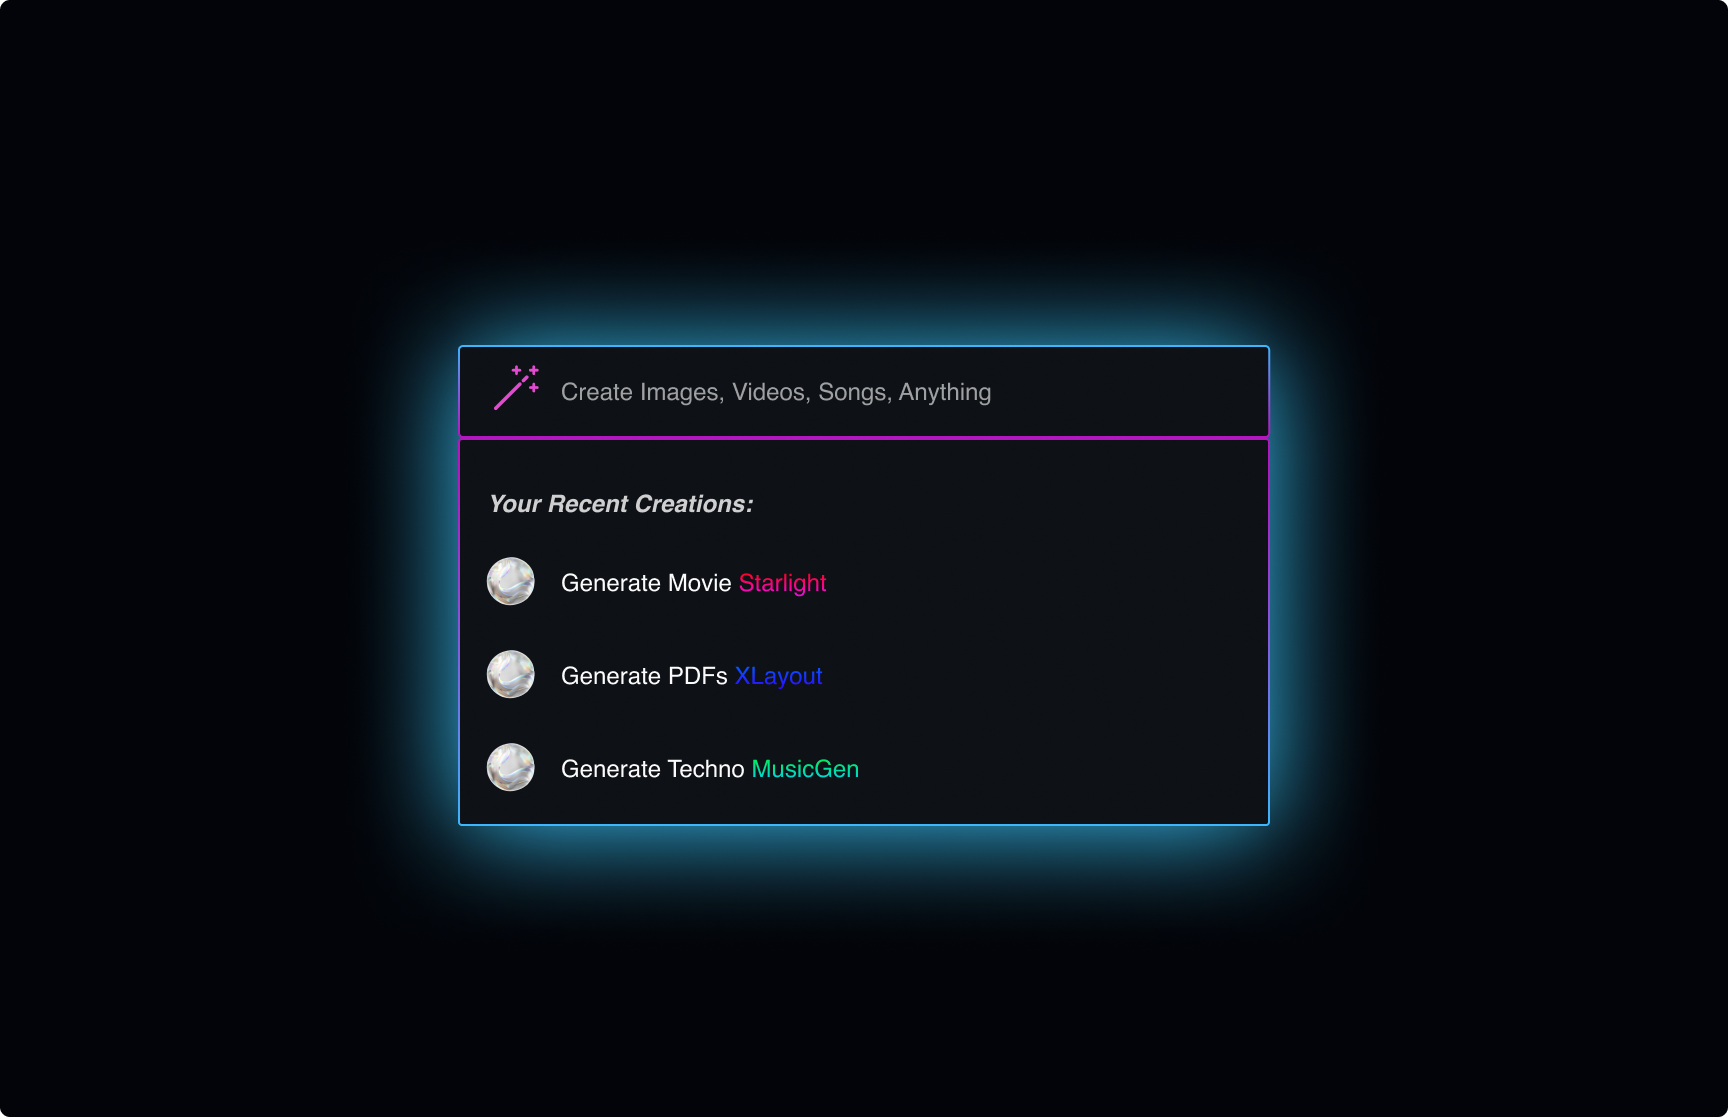 Create Images, Videos, Songs, Anything
Your Recent Creations:
Generate Movie Starlight
Generate PDFs XLayout
Generate Techno MusicGen